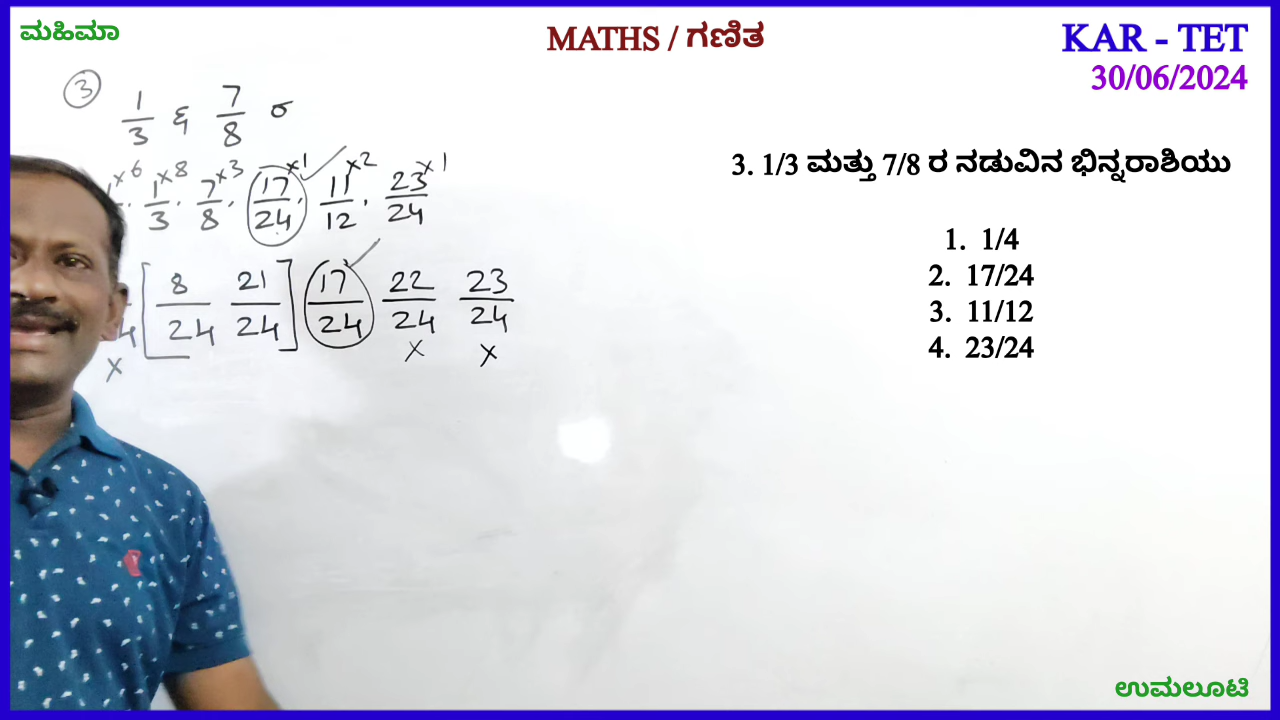 ಮಹಿಮಾ
MATHS / ಗಣಿತ
KAR - TET
30/06/2024
3
1/3 & 7/8 ರ
×6 1/3 ×8 . 7/8 ×3 . 17/24 ×1 . 11/12 ×2 . 23/24 ×1
[ 8/24 21/24 ] 17/24 22/24 23/24
× × ×
3. 1/3 ಮತ್ತು 7/8 ರ ನಡುವಿನ ಭಿನ್ನರಾಶಿಯು
1. 1/4
2. 17/24
3. 11/12
4. 23/24
ಉಮಲೂಟಿ